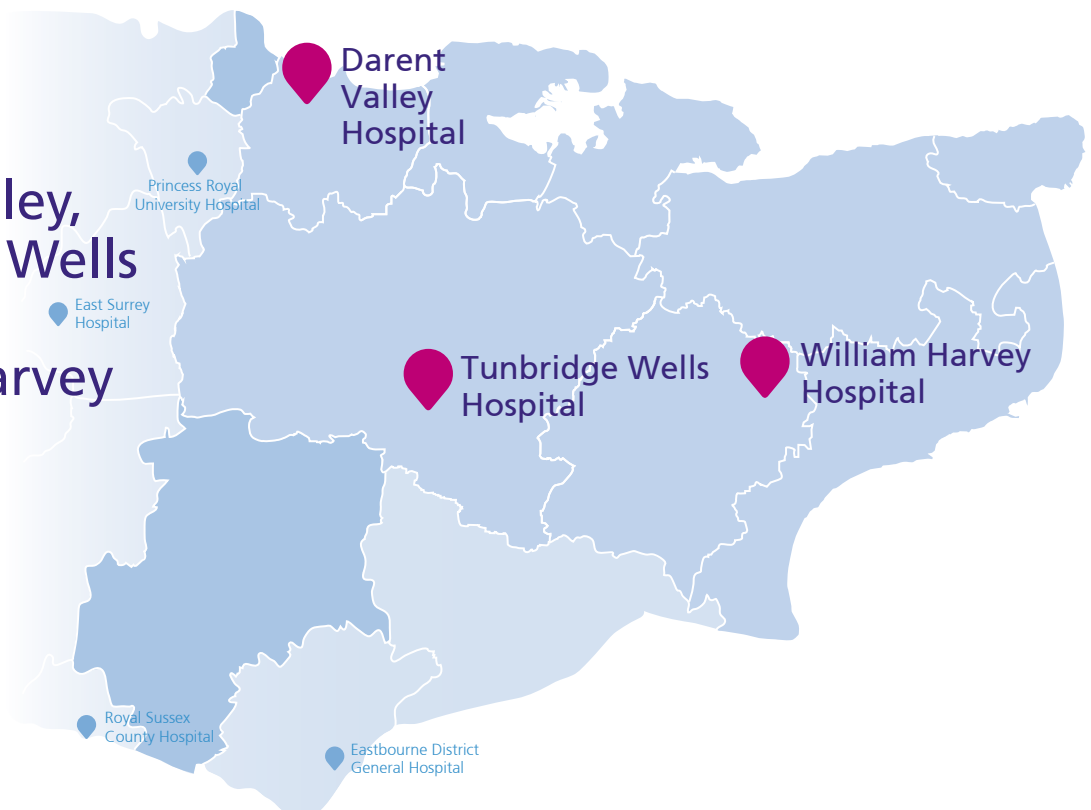 Darent
Valley
Hospital
Princess Royal
University Hospital
ley,
Wells
East Surrey
Hospital
arvey
Tunbridge Wells
Hospital
William Harvey
Hospital
Royal Sussex
County Hospital
Eastbourne District
General Hospital